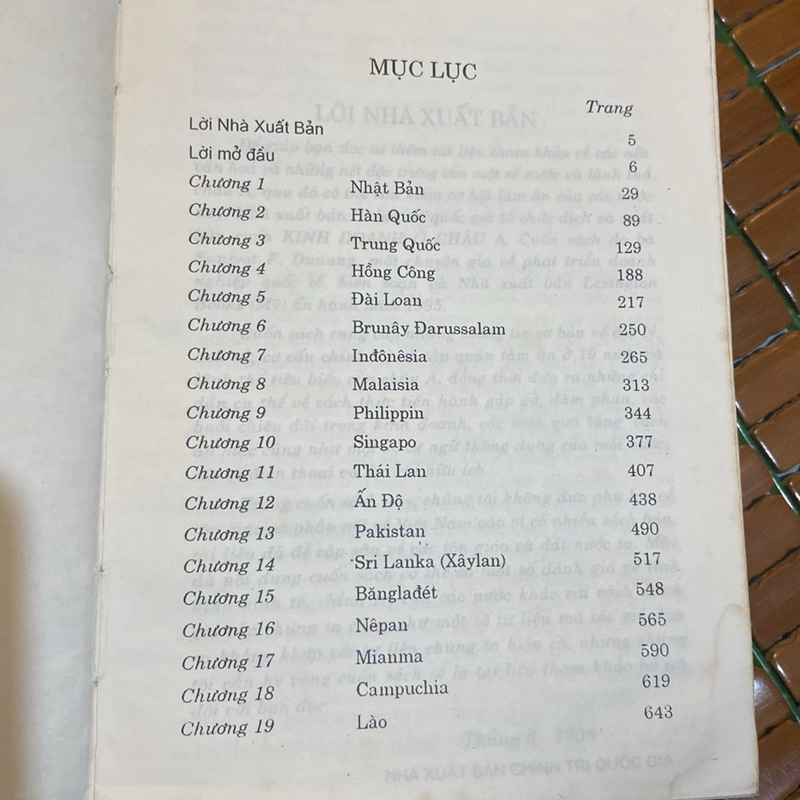 MỤC LỤC
Trang
Lời Nhà Xuất Bản 5
Lời mở đầu 6
Chương 1 Nhật Bản 29
Chương 2 Hàn Quốc 89
Chương 3 Trung Quốc 129
Chương 4 Hồng Công 188
Chương 5 Đài Loan 217
Chương 6 Brunây Đarussalam 250
Chương 7 Inđônêsia 265
Chương 8 Malaisia 313
Chương 9 Philippin 344
Chương 10 Singapo 377
Chương 11 Thái Lan 407
Chương 12 Ấn Độ 438
Chương 13 Pakistan 490
Chương 14 Sri Lanka (Xâylan) 517
Chương 15 Băngladét 548
Chương 16 Nêpan 565
Chương 17 Mianma 590
Chương 18 Campuchia 619
Chương 19 Lào 643